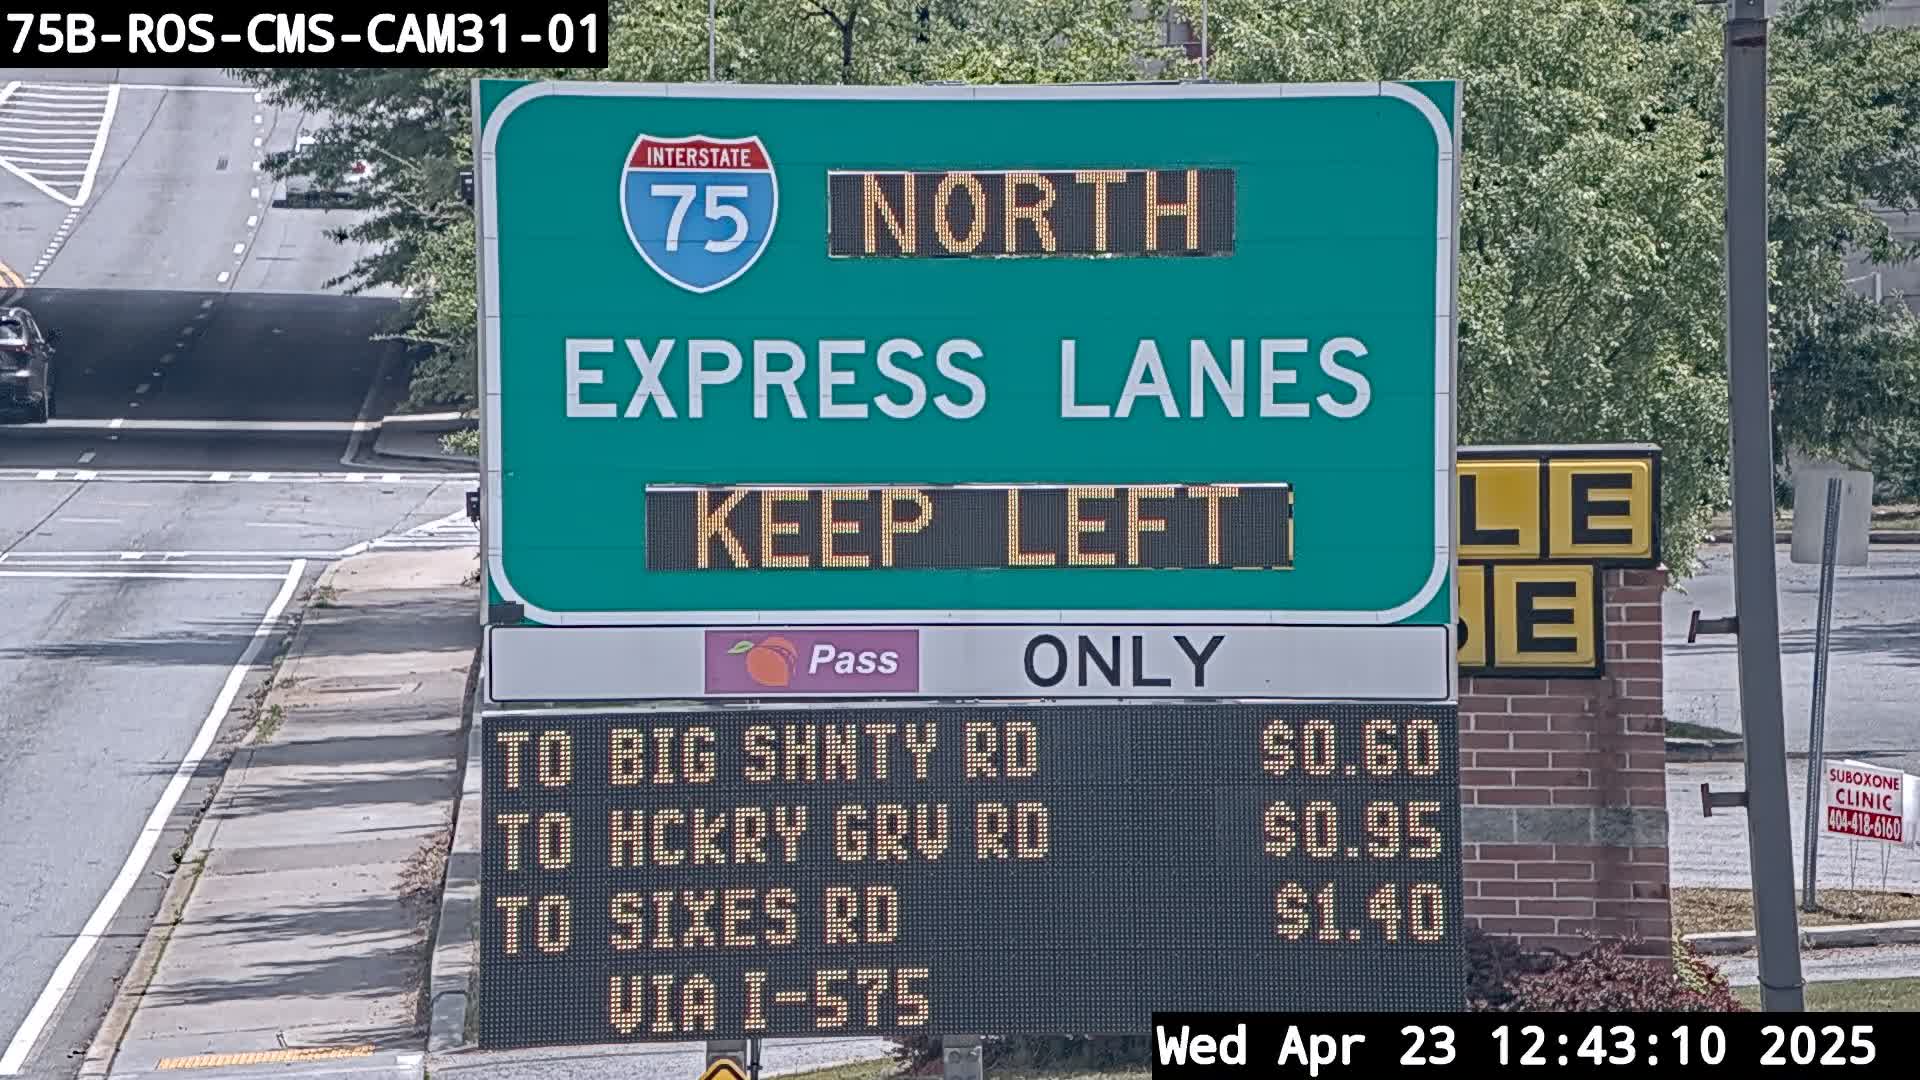 75B-ROS-CMS-CAM31-01
INTERSTATE
75
NORTH
EXPRESS LANES
KEEP LEFT
Pass ONLY
TO BIG SHNTY RD $0.60
TO HCKRY GRV RD $0.95
TO SIXES RD $1.40
VIA I-575
LE
E
SUBOXONE
CLINIC
404-418-6160
Wed Apr 23 12:43:10 2025